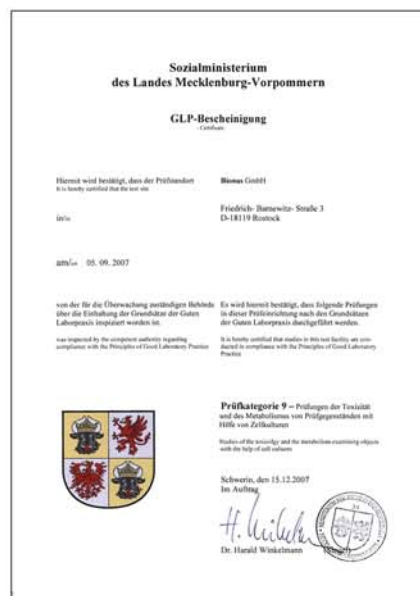 Sozialministerium
des Landes Mecklenburg-Vorpommern
GLP-Bescheinigung
- Certificate
Hiermit wird bestätigt, dass der Prüfstandort
It is hereby certified that the test site
Bionas GmbH
in/in
Friedrich- Barnewitz- Straße 3
D-18119 Rostock
am/on 05. 09. 2007
von der für die Überwachung zuständigen Behörde
über die Einhaltung der Grundsätze der Guten
Laborpraxis inspiziert worden ist.
was inspected by the competent authority regarding
compliance with the Principles of Good Laboratory Practice
Es wird hiermit bestätigt, dass folgende Prüfungen
in dieser Prüfeinrichtung nach den Grundsätzen
der Guten Laborpraxis durchgeführt werden.
It is hereby certified that studies in this test facility are con-
ducted in compliance with the Principles of Good Laboratory
Practice
Prüfkategorie 9 – Prüfungen der Toxizität
und des Metabolismus von Prüfgegenständen mit
Hilfe von Zellkulturen
Studies of the toxicology and the metabolism examining objects
with the help of cell cultures
Schwerin, den 15.12.2007
Im Auftrag
Dr. Harald Winkelmann (Siegel)